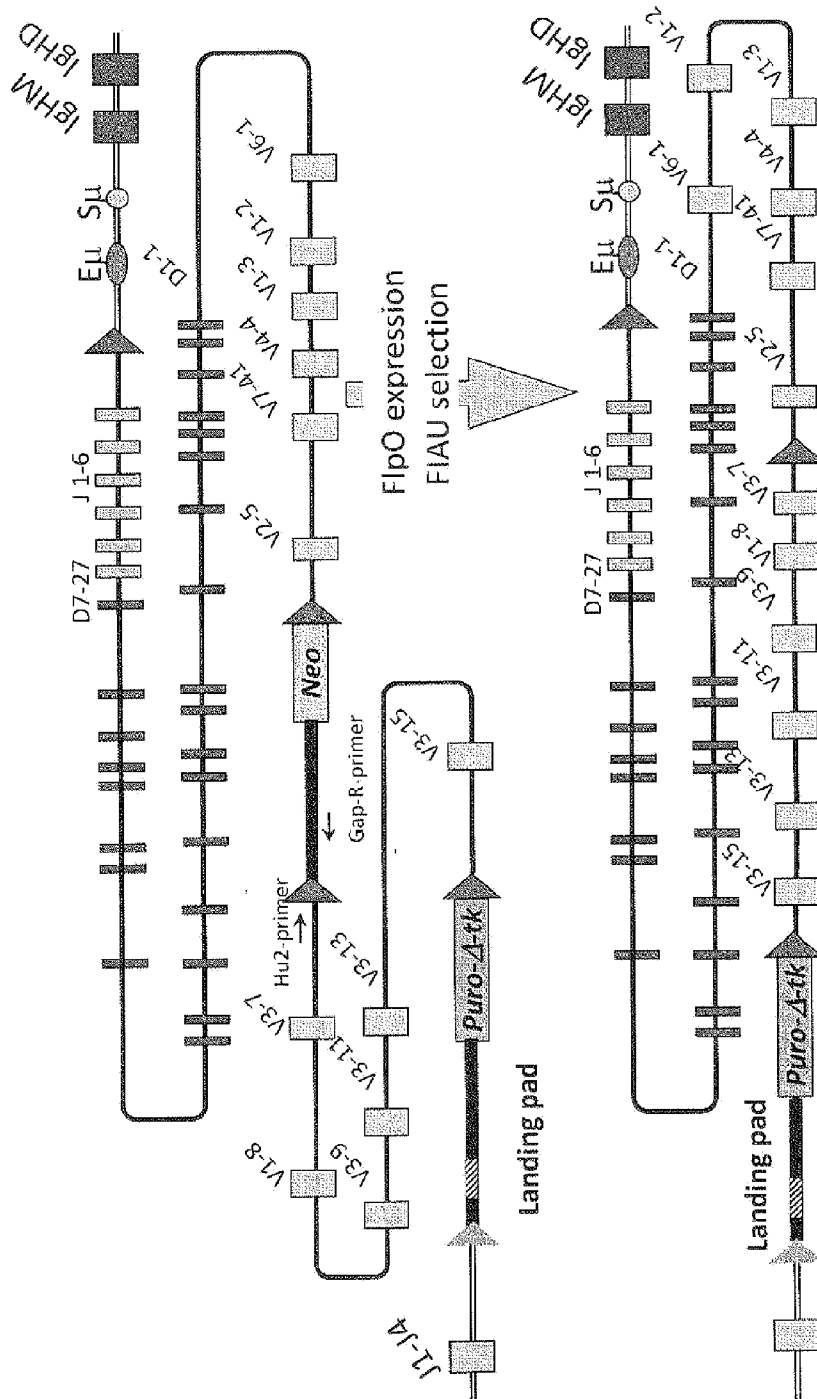 IgHD
IgHM
Sµ
Eµ
J 1-6
D7-27
D1-1
V6-1
V1-2
V1-3
V4-4
V7-41
V2-5
Neo
Gap-R-primer
Hu2-primer
V3-7
V1-8
V3-9
V3-11
V3-13
V3-15
Puro-Δ-tk
Landing pad
J1-J4
FlpO expression
FIAU selection
IgHD
IgHM
Sµ
Eµ
J 1-6
D7-27
D1-1
V6-1
V1-2
V1-3
V4-4
V7-41
V2-5
V3-7
V1-8
V3-9
V3-11
V3-13
V3-15
Puro-Δ-tk
Landing pad